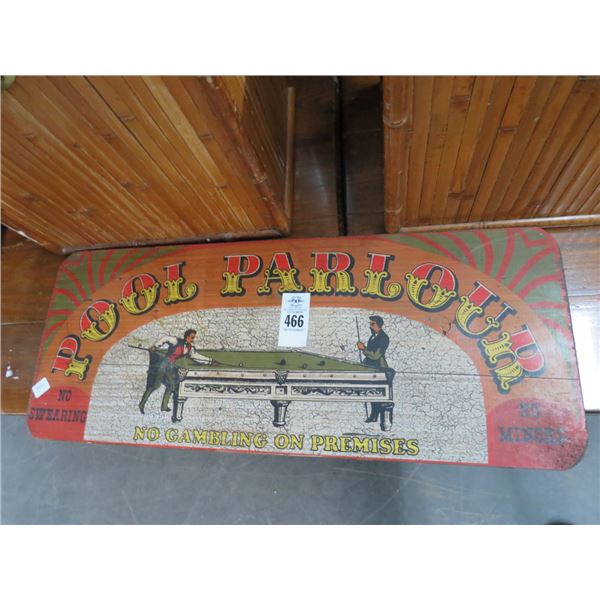 POOL PARLOUR
466
NO
SWEARING
NO
MINORS
NO GAMBLING ON PREMISES